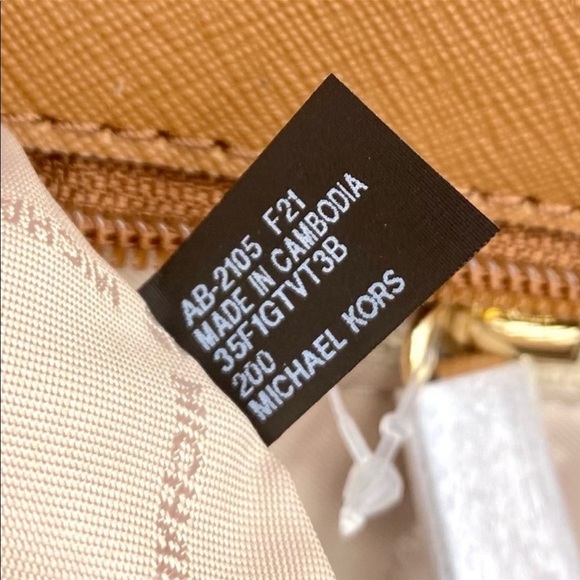 AB-2105 F21
MADE IN CAMBODIA
35F1GTVT3B
200
MICHAEL KORS